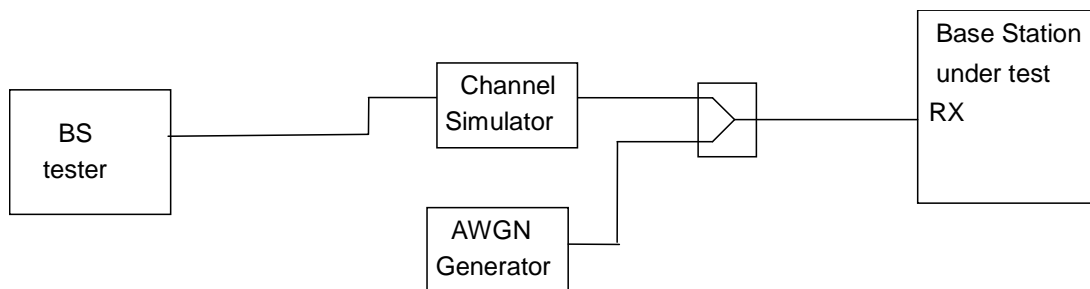 BS
tester
Channel
Simulator
AWGN
Generator
Base Station
under test
RX